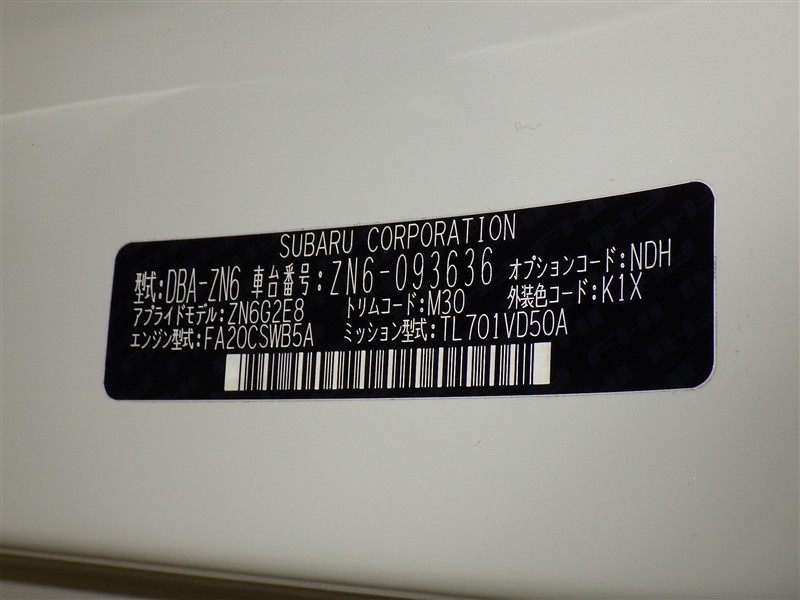 SUBARU CORPORATION
型式:DBA-ZN6 車台番号:ZN6-093636 オプションコード:NDH
アプライドモデル:ZN6G2E8 トリムコード:M30 外装色コード:K1X
エンジン型式:FA20CSWB5A ミッション型式:TL701VD50A